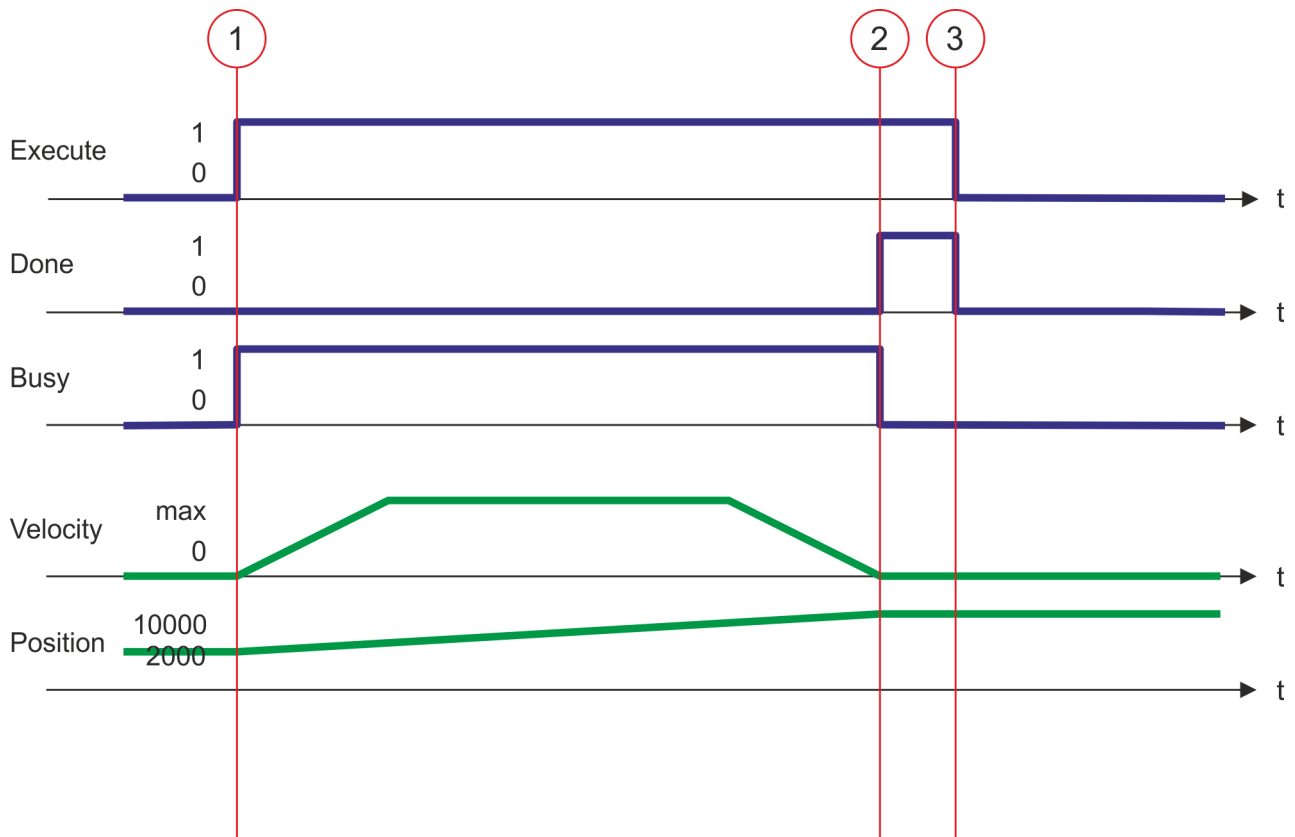 1 2 3
Execute 1
0
t
Done 1
0
t
Busy 1
0
t
Velocity max
0
t
Position 10000
2000
t